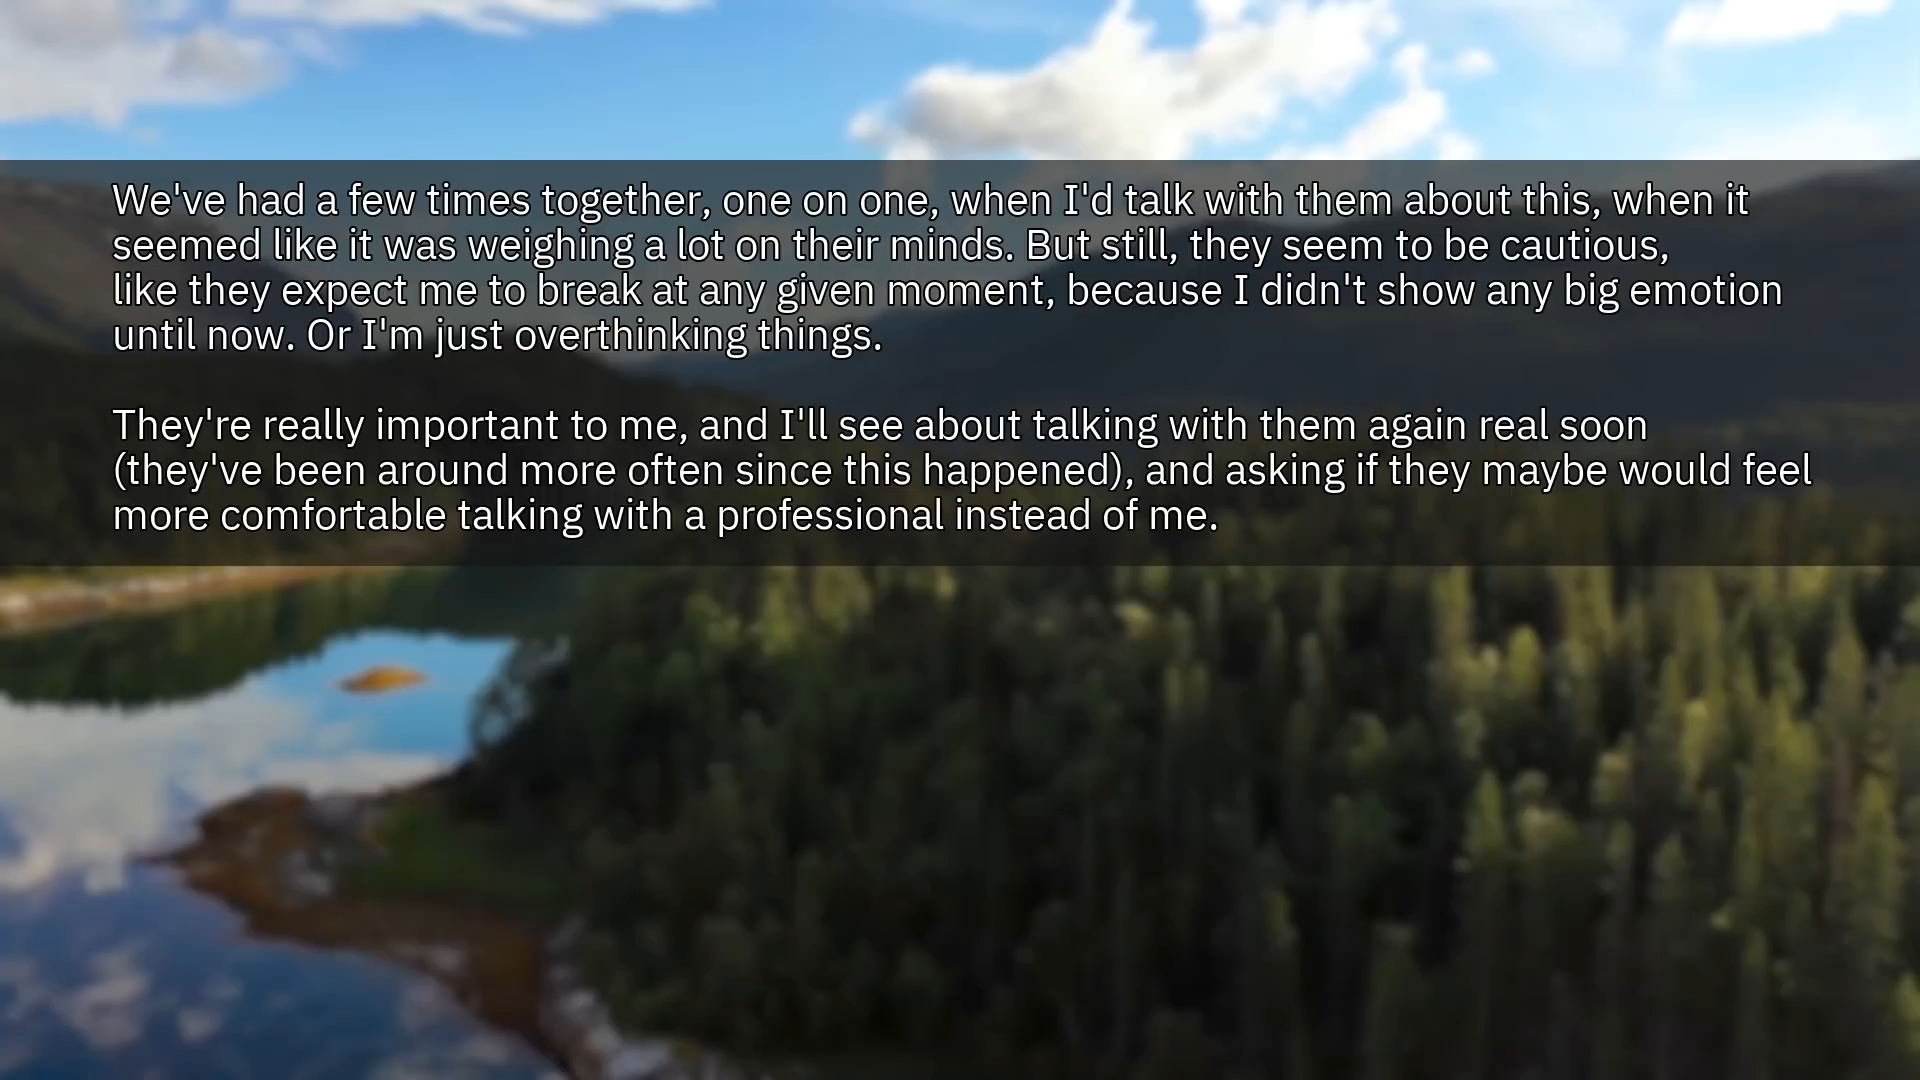 We've had a few times together, one on one, when I'd talk with them about this, when it
seemed like it was weighing a lot on their minds. But still, they seem to be cautious,
like they expect me to break at any given moment, because I didn't show any big emotion
until now. Or I'm just overthinking things.
They're really important to me, and I'll see about talking with them again real soon
(they've been around more often since this happened), and asking if they maybe would feel
more comfortable talking with a professional instead of me.